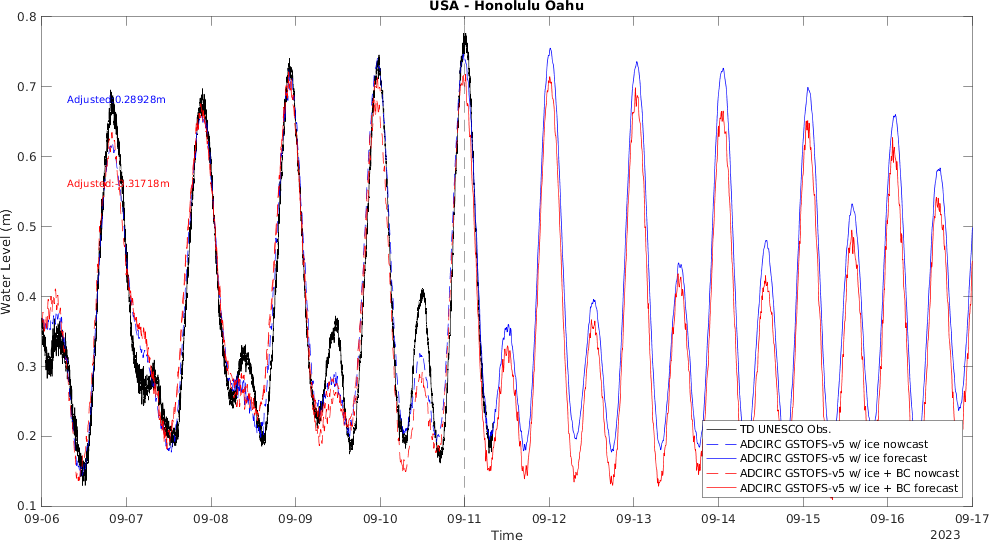 USA - Honolulu Oahu
0.8
0.7
0.6
0.5
0.4
0.3
0.2
0.1
Water Level (m)
Adjusted:0.28928m
TD UNESCO Obs.
ADCIRC GSTOFS-v5 w/ ice nowcast
ADCIRC GSTOFS-v5 w/ ice forecast
ADCIRC GSTOFS-v5 w/ ice + BC nowcast
ADCIRC GSTOFS-v5 w/ ice + BC forecast
09-06 09-07 09-08 09-09 09-10 09-11 09-12 09-13 09-14 09-15 09-16 09-17
Time
2023